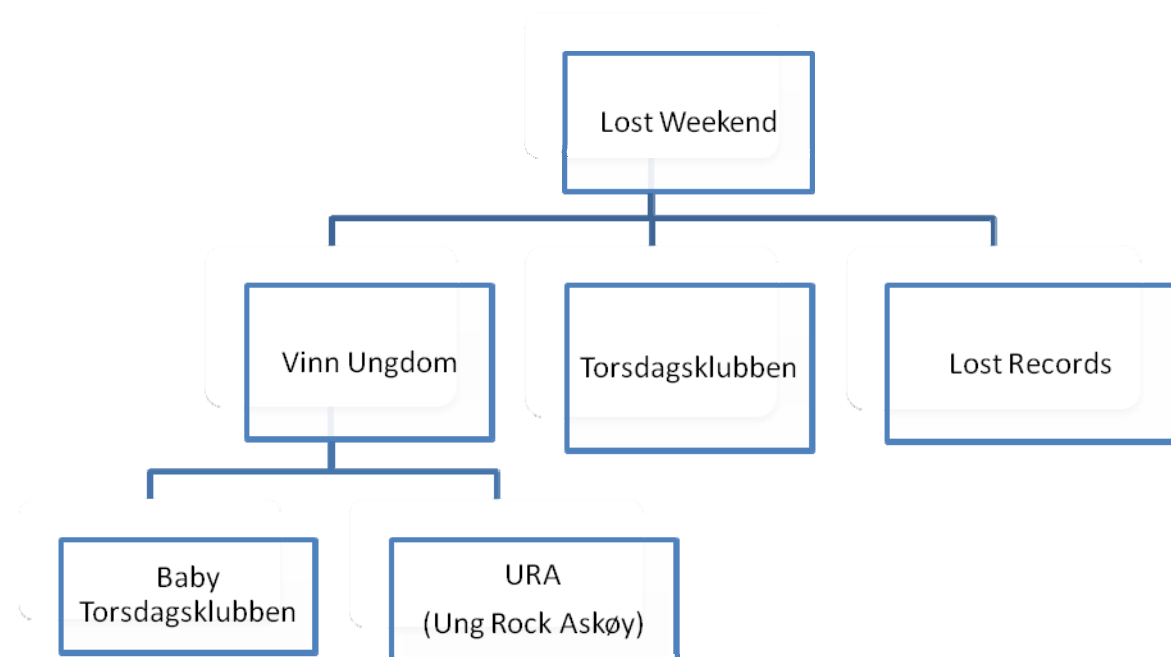 Lost Weekend
Vinn Ungdom
Torsdagsklubben
Lost Records
Baby
Torsdagsklubben
URA
(Ung Rock Askøy)